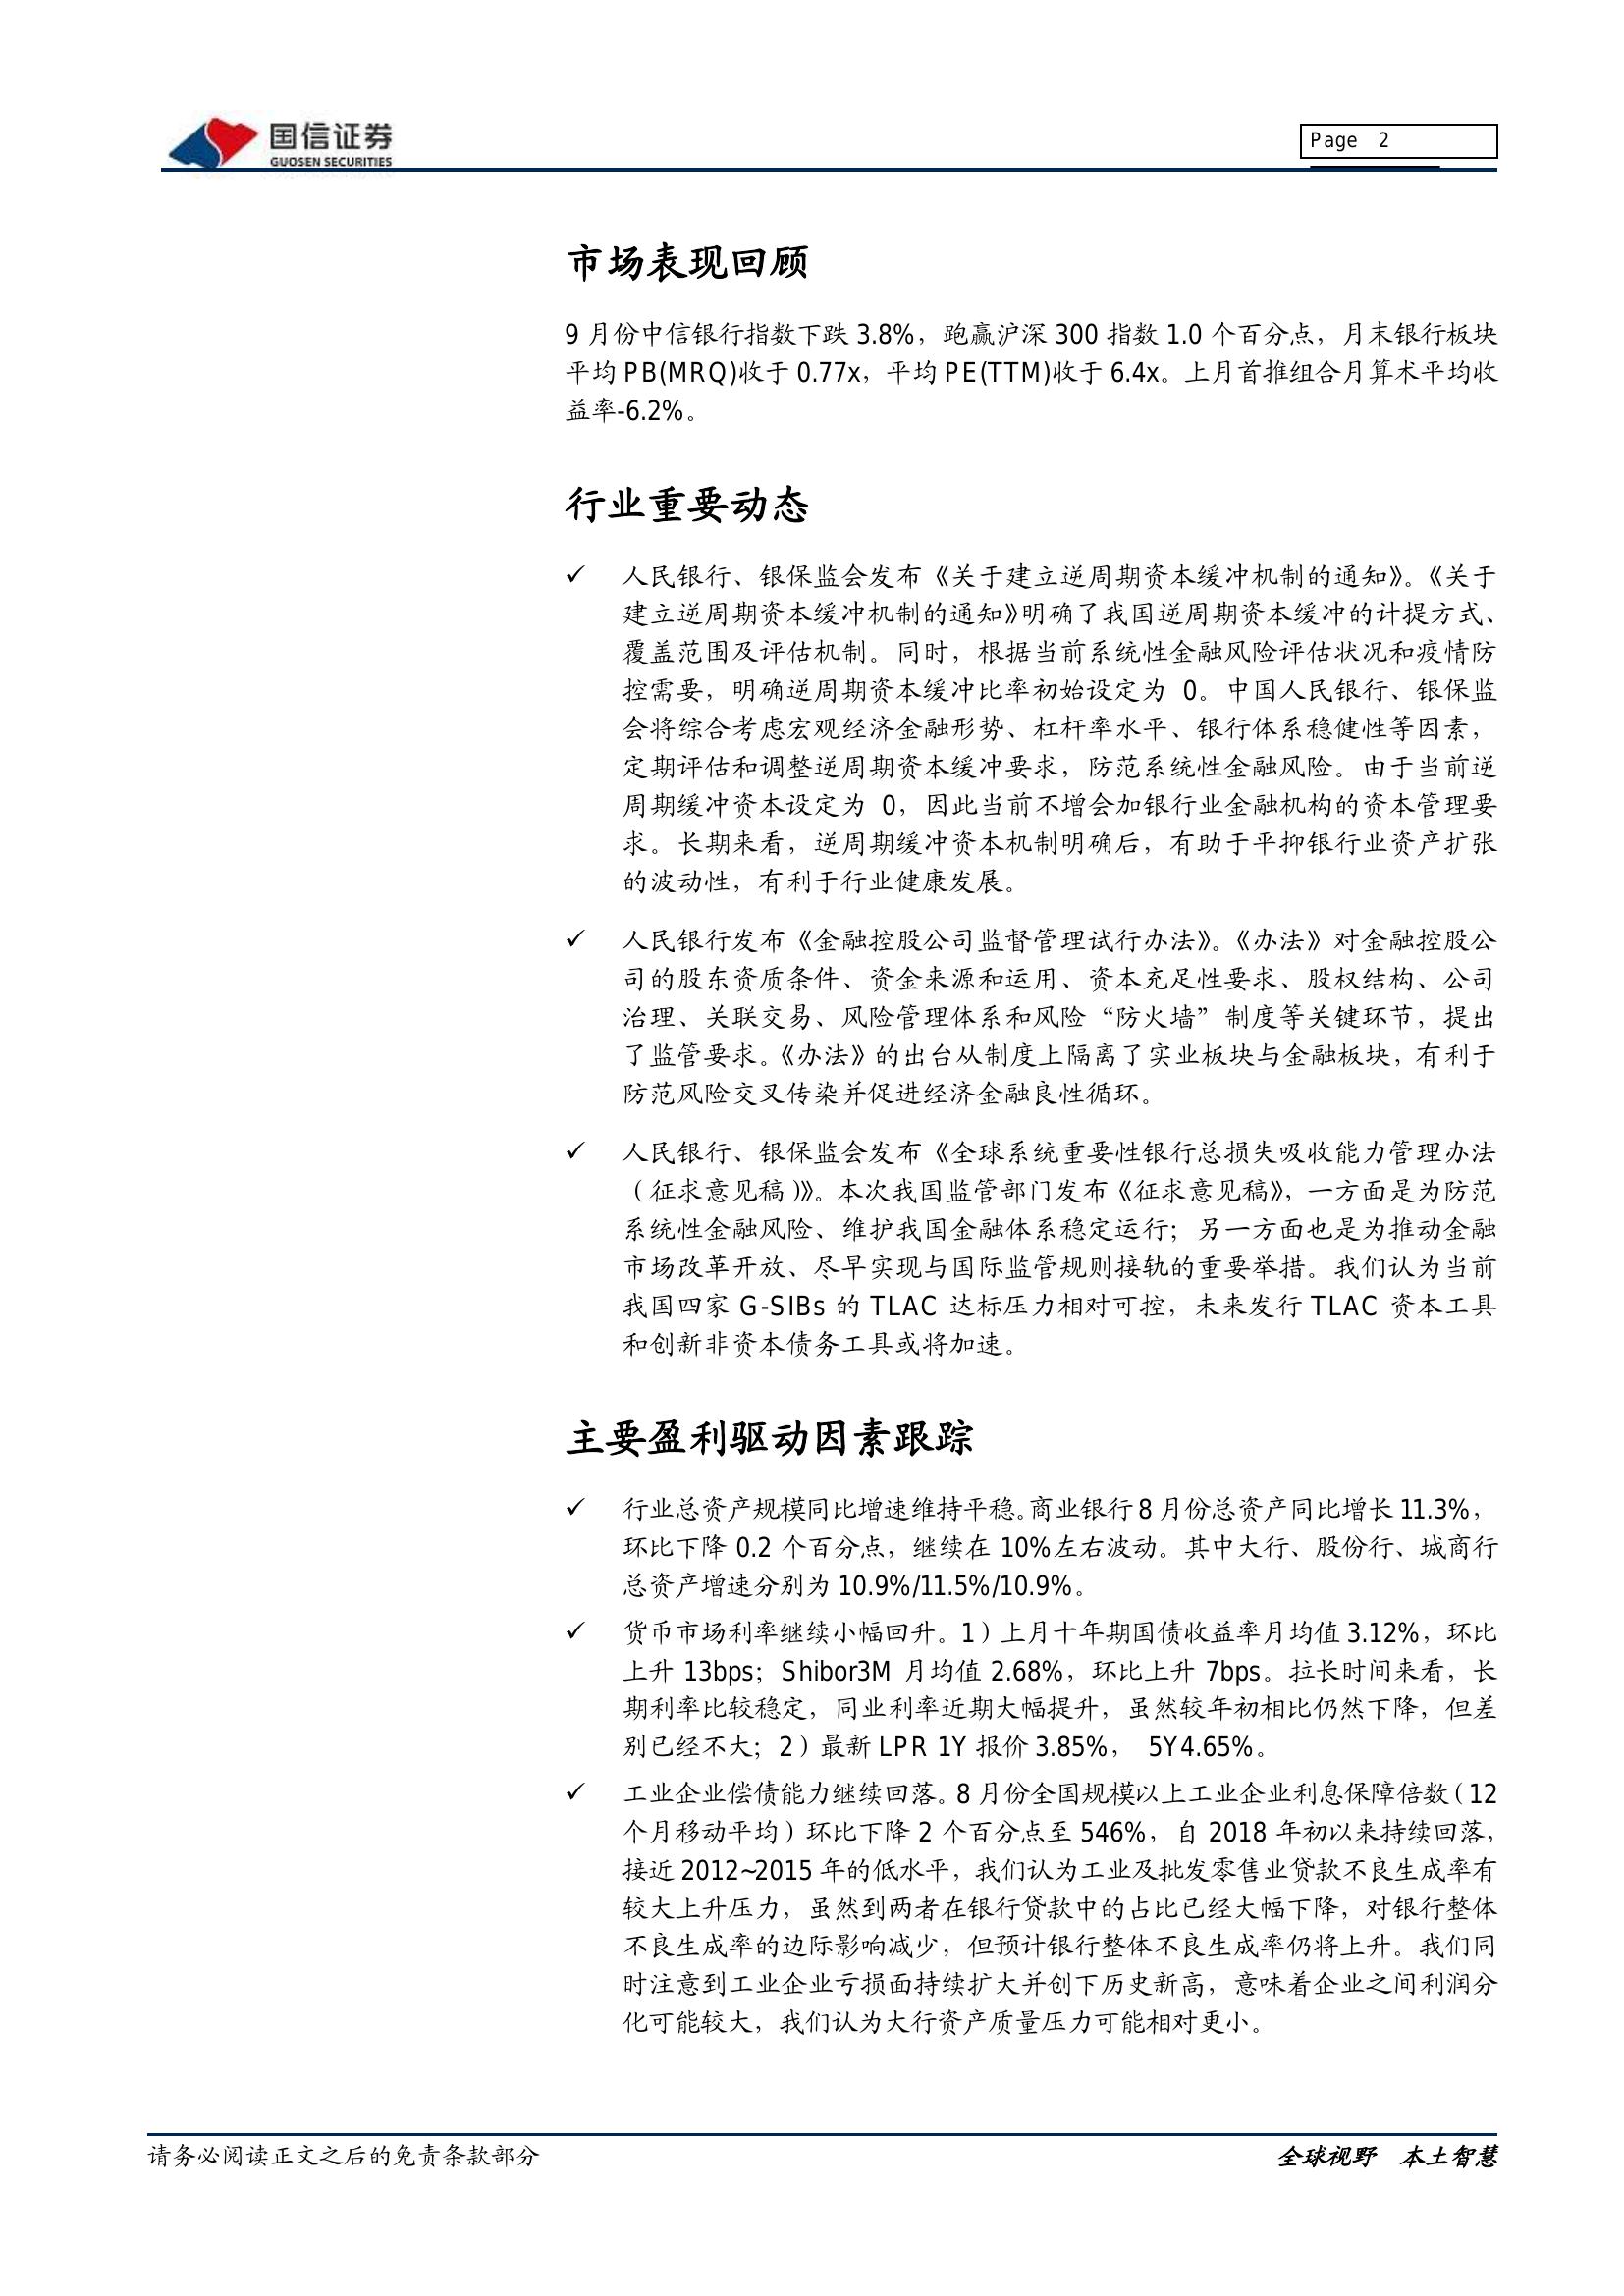 国信证券
GUOSEN SECURITIES
Page 2
市场表现回顾
9 月份中信银行指数下跌 3.8%，跑赢沪深 300 指数 1.0 个百分点，月末银行板块
平均 PB(MRQ)收于 0.77x，平均 PE(TTM)收于 6.4x。上月首推组合月算术平均收
益率-6.2%。
行业重要动态
✓ 人民银行、银保监会发布《关于建立逆周期资本缓冲机制的通知》。《关于
建立逆周期资本缓冲机制的通知》明确了我国逆周期资本缓冲的计提方式、
覆盖范围及评估机制。同时，根据当前系统性金融风险评估状况和疫情防
控需要，明确逆周期资本缓冲比率初始设定为 0。中国人民银行、银保监
会将综合考虑宏观经济金融形势、杠杆率水平、银行体系稳健性等因素，
定期评估和调整逆周期资本缓冲要求，防范系统性金融风险。由于当前逆
周期缓冲资本设定为 0，因此当前不增会加银行业金融机构的资本管理要
求。长期来看，逆周期缓冲资本机制明确后，有助于平抑银行业资产扩张
的波动性，有利于行业健康发展。
✓ 人民银行发布《金融控股公司监督管理试行办法》。《办法》对金融控股公
司的股东资质条件、资金来源和运用、资本充足性要求、股权结构、公司
治理、关联交易、风险管理体系和风险“防火墙”制度等关键环节，提出
了监管要求。《办法》的出台从制度上隔离了实业板块与金融板块，有利于
防范风险交叉传染并促进经济金融良性循环。
✓ 人民银行、银保监会发布《全球系统重要性银行总损失吸收能力管理办法
（征求意见稿）》。本次我国监管部门发布《征求意见稿》，一方面是为防范
系统性金融风险、维护我国金融体系稳定运行；另一方面也是为推动金融
市场改革开放、尽早实现与国际监管规则接轨的重要举措。我们认为当前
我国四家 G-SIBs 的 TLAC 达标压力相对可控，未来发行 TLAC 资本工具
和创新非资本债务工具或将加速。
主要盈利驱动因素跟踪
✓ 行业总资产规模同比增速维持平稳。商业银行 8 月份总资产同比增长 11.3%，
环比下降 0.2 个百分点，继续在 10%左右波动。其中大行、股份行、城商行
总资产增速分别为 10.9%/11.5%/10.9%。
✓ 货币市场利率继续小幅回升。1）上月十年期国债收益率月均值 3.12%，环比
上升 13bps；Shibor3M 月均值 2.68%，环比上升 7bps。拉长时间来看，长
期利率比较稳定，同业利率近期大幅提升，虽然较年初相比仍然下降，但差
别已经不大；2）最新 LPR 1Y 报价 3.85%， 5Y4.65%。
✓ 工业企业偿债能力继续回落。8 月份全国规模以上工业企业利息保障倍数（12
个月移动平均）环比下降 2 个百分点至 546%，自 2018 年初以来持续回落，
接近 2012~2015 年的低水平，我们认为工业及批发零售业贷款不良生成率有
较大上升压力，虽然到两者在银行贷款中的占比已经大幅下降，对银行整体
不良生成率的边际影响减少，但预计银行整体不良生成率仍将上升。我们同
时注意到工业企业亏损面持续扩大并创下历史新高，意味着企业之间利润分
化可能较大，我们认为大行资产质量压力可能相对更小。
请务必阅读正文之后的免责条款部分
全球视野 本土智慧